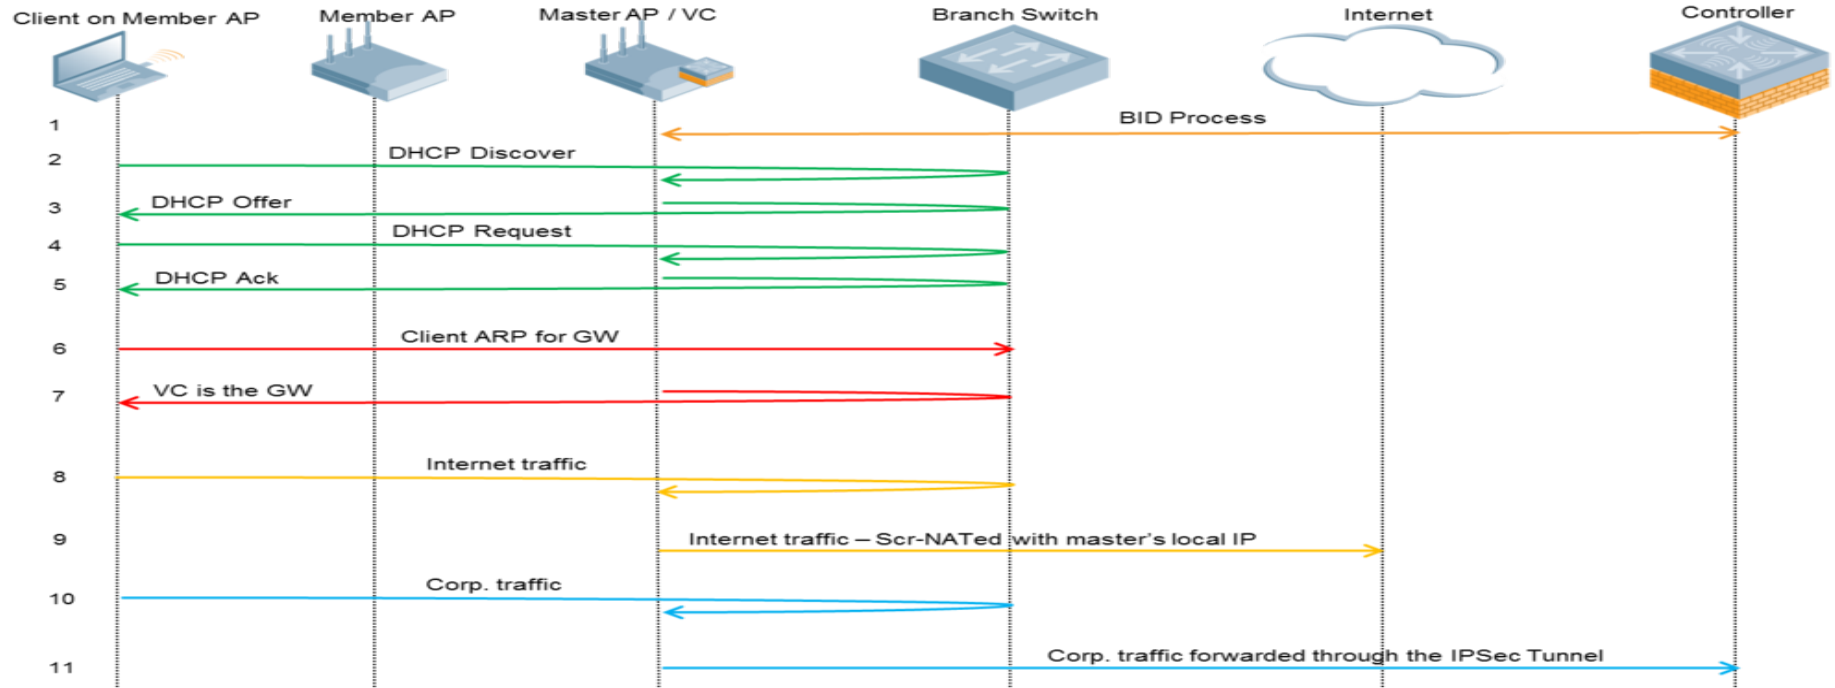 Client on Member AP
Member AP
Master AP / VC
Branch Switch
Internet
Controller
1
BID Process
2
DHCP Discover
3
DHCP Offer
4
DHCP Request
5
DHCP Ack
6
Client ARP for GW
7
VC is the GW
8
Internet traffic
9
Internet traffic – Scr-NATed with master's local IP
10
Corp. traffic
11
Corp. traffic forwarded through the IPSec Tunnel